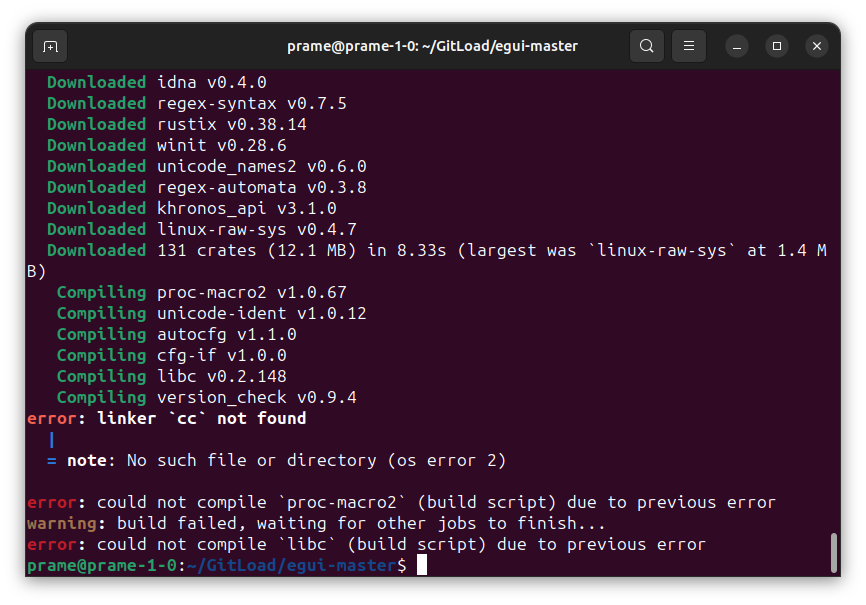 prame@prame-1-0: ~/GitLoad/egui-master
Downloaded idna v0.4.0
Downloaded regex-syntax v0.7.5
Downloaded rustix v0.38.14
Downloaded winit v0.28.6
Downloaded unicode_names2 v0.6.0
Downloaded regex-automata v0.3.8
Downloaded khronos_api v3.1.0
Downloaded linux-raw-sys v0.4.7
Downloaded 131 crates (12.1 MB) in 8.33s (largest was `linux-raw-sys` at 1.4 M
B)
Compiling proc-macro2 v1.0.67
Compiling unicode-ident v1.0.12
Compiling autocfg v1.1.0
Compiling cfg-if v1.0.0
Compiling libc v0.2.148
Compiling version_check v0.9.4
error: linker `cc` not found
|
= note: No such file or directory (os error 2)
error: could not compile `proc-macro2` (build script) due to previous error
warning: build failed, waiting for other jobs to finish...
error: could not compile `libc` (build script) due to previous error
prame@prame-1-0:~/GitLoad/egui-master$